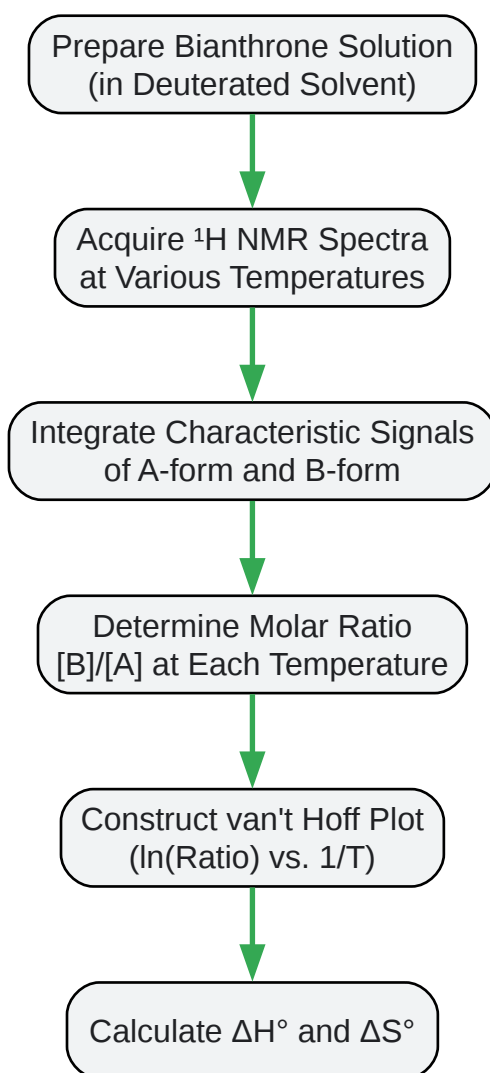 Prepare Bianthrone Solution
(in Deuterated Solvent)
Acquire ¹H NMR Spectra
at Various Temperatures
Integrate Characteristic Signals
of A-form and B-form
Determine Molar Ratio
[B]/[A] at Each Temperature
Construct van't Hoff Plot
(ln(Ratio) vs. 1/T)
Calculate ΔH° and ΔS°